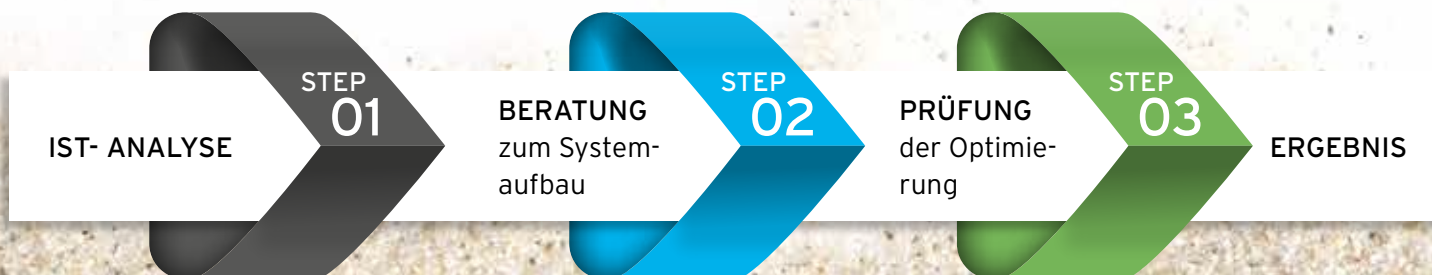 IST- ANALYSE
STEP
01
BERATUNG
zum System-
aufbau
STEP
02
PRÜFUNG
der Optimie-
rung
STEP
03
ERGEBNIS